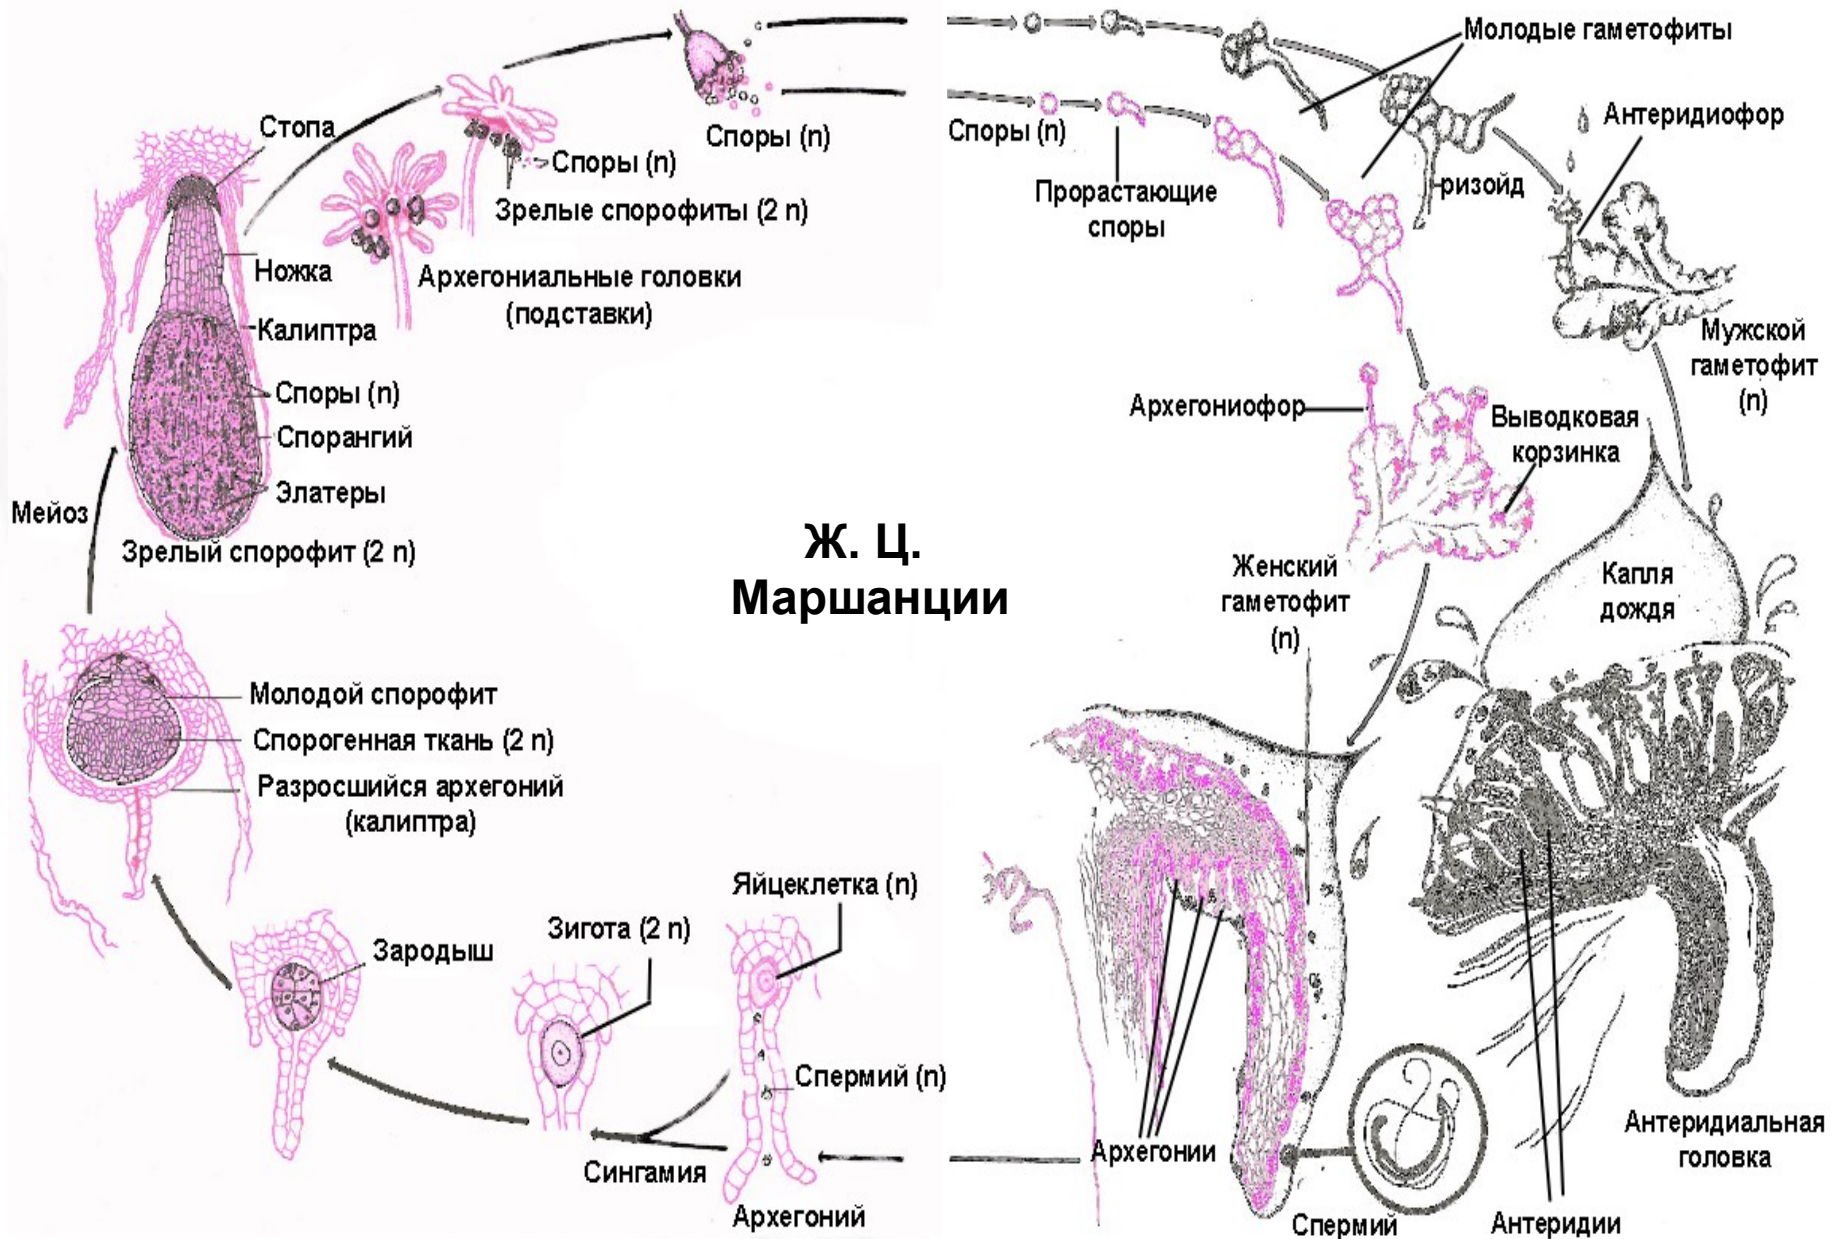 Молодые гаметофиты
Антеридиофор
Стопа
Споры (n)
Споры (n)
Споры (n)
Прорастающие
споры
ризойд
Зрелые спорофиты (2 n)
Ножка
Архегониальные головки
(подставки)
Калиптра
Мужской
гаметофит
(n)
Споры (n)
Спорангий
Архегониофор
Выводковая
корзинка
Элатеры
Мейоз
Зрелый спорофит (2 n)
Ж. Ц.
Маршанции
Женский
гаметофит
(n)
Капля
дождя
Молодой спорофит
Спорогенная ткань (2 n)
Разросшийся архегоний
(калиптра)
Яйцеклетка (n)
Зигота (2 n)
Зародыш
Спермий (n)
Сингамия
Архегоний
Архегонии
Спермий
Антеридии
Антеридиальная
головка